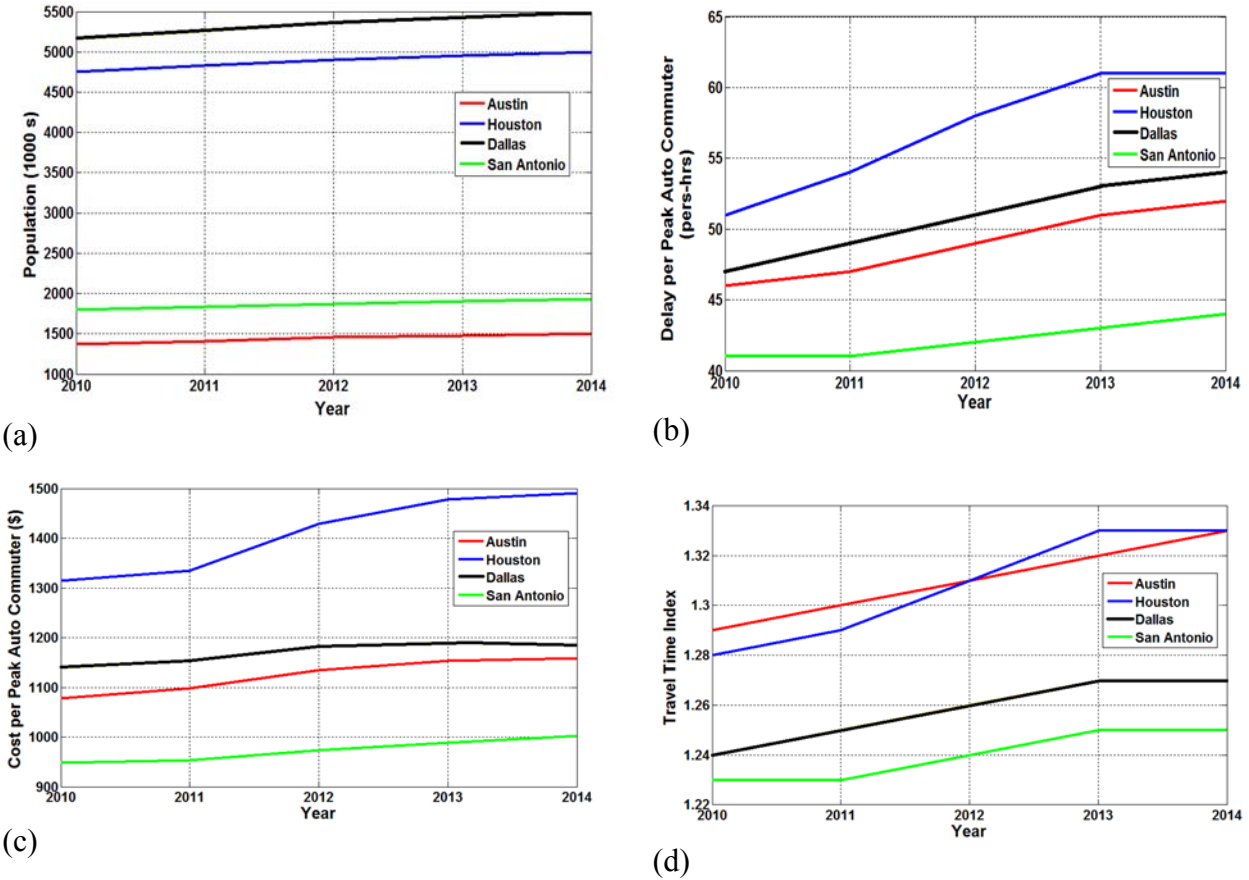 5500
5000
4500
4000
3500
3000
2500
2000
1500
1000
Population (1000 s)
Austin
Houston
Dallas
San Antonio
2010 2011 2012 2013 2014
Year
(a)
65
60
55
50
45
40
Delay per Peak Auto Commuter
(pers-hrs)
Austin
Houston
Dallas
San Antonio
2010 2011 2012 2013 2014
Year
(b)
1500
1400
1300
1200
1100
1000
900
Cost per Peak Auto Commuter ($)
Austin
Houston
Dallas
San Antonio
2010 2011 2012 2013 2014
Year
(c)
1.34
1.32
1.3
1.28
1.26
1.24
1.22
Travel Time Index
Austin
Houston
Dallas
San Antonio
2010 2011 2012 2013 2014
Year
(d)